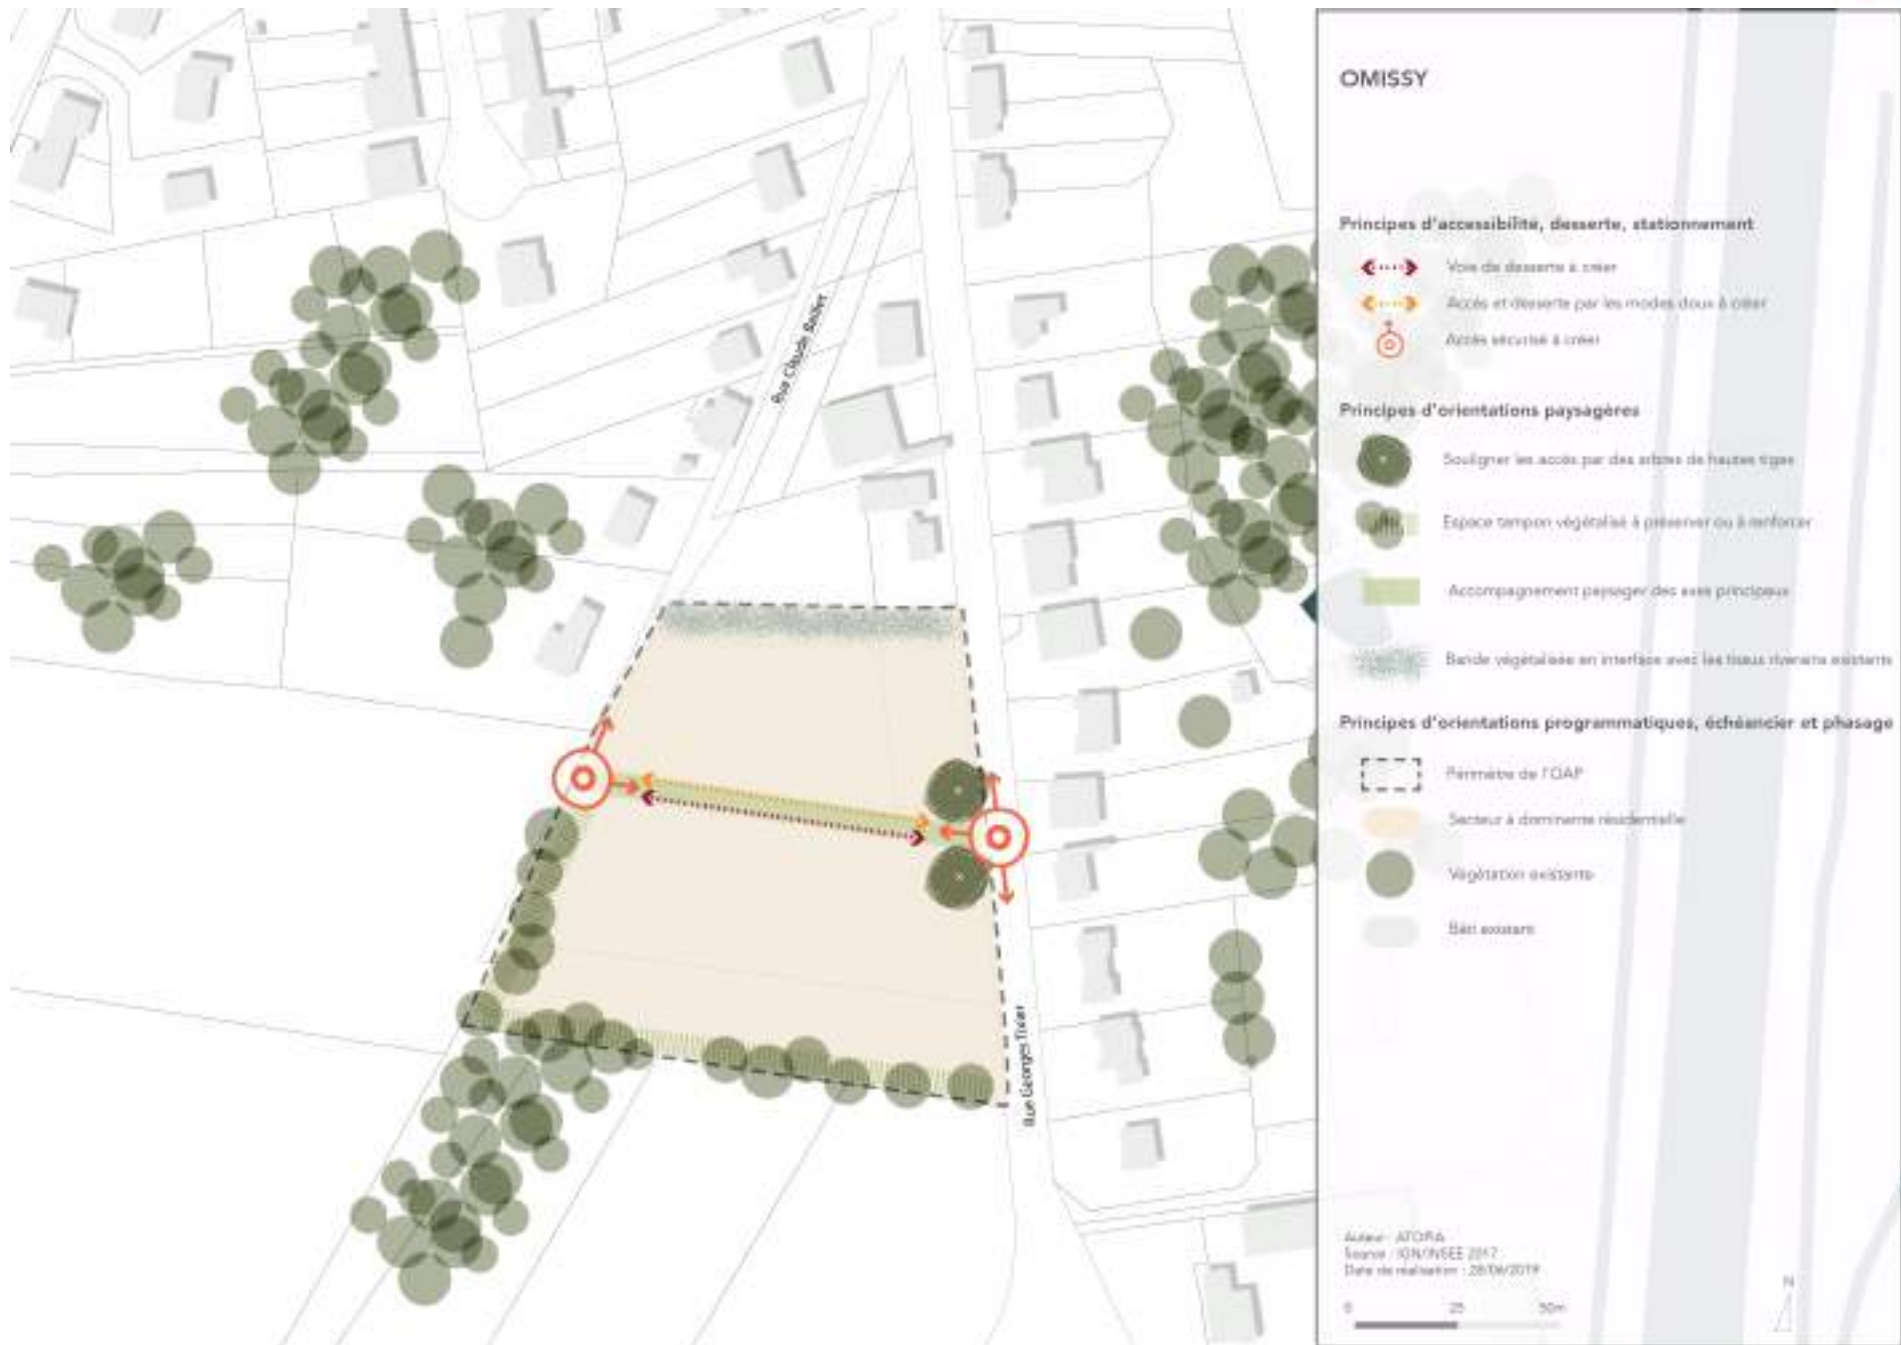 OMISSY
Principes d'accessibilité, desserte, stationnement
Voie de desserte à créer
Accès et desserte par les modes doux à créer
Accès sécurisé à créer
Principes d'orientations paysagères
Souligner les accès par des arbres de hautes tiges
Espace tampon végétalisé à préserver ou à renforcer
Accompagnement paysager des axes principaux
Bande végétalisée en interface avec les tissus riverains existants
Principes d'orientations programmatiques, échéancier et phasage
Périmètre de l'OAP
Secteur à dominante résidentielle
Végétation existante
Bâti existant
Rue Claude
Rue Georges Tixier
Source : IGN/INSEE 2017
Date de réalisation : 28/06/2019
0 25 50m
N